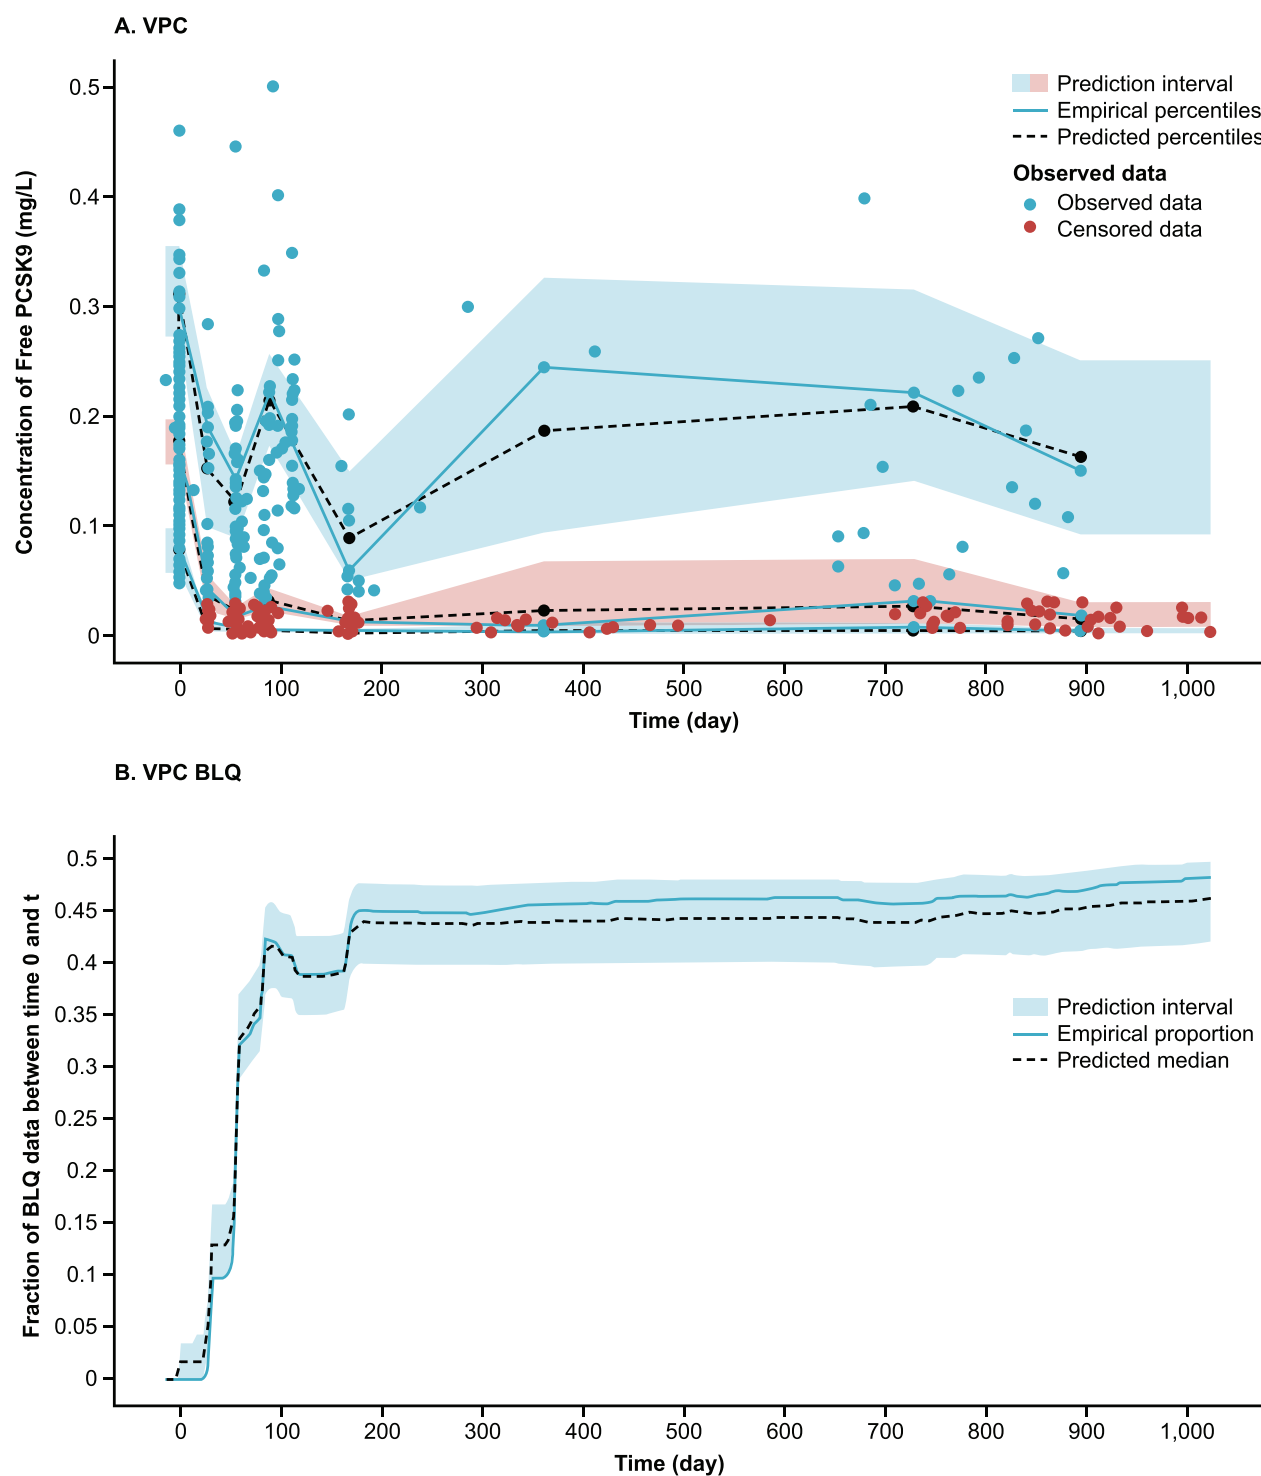 A. VPC
Concentration of Free PCSK9 (mg/L)
0.5
0.4
0.3
0.2
0.1
0
Prediction interval
Empirical percentiles
Predicted percentiles
Observed data
Observed data
Censored data
0 100 200 300 400 500 600 700 800 900 1,000
Time (day)
B. VPC BLQ
Fraction of BLQ data between time 0 and t
0.5
0.45
0.4
0.35
0.3
0.25
0.2
0.15
0.1
0.05
0
Prediction interval
Empirical proportion
Predicted median
0 100 200 300 400 500 600 700 800 900 1,000
Time (day)